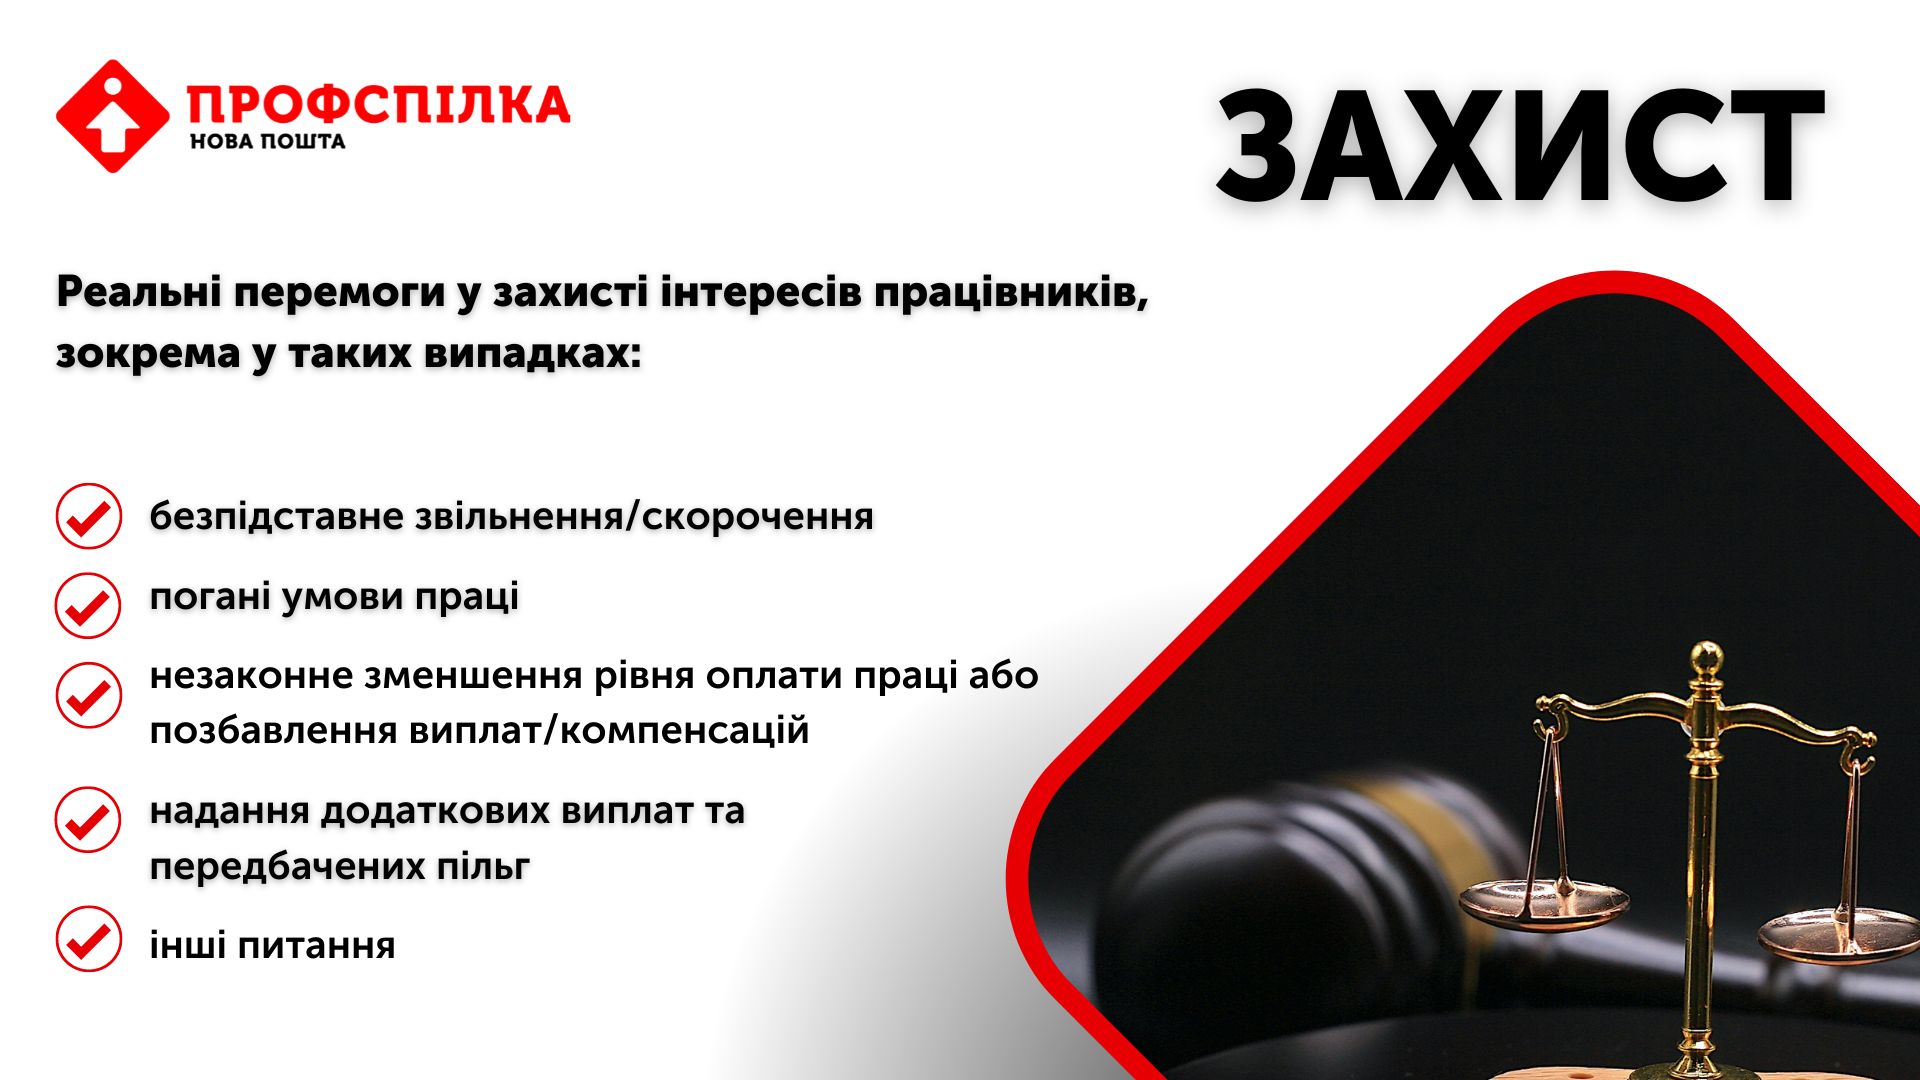 ПРОФСПІЛКА
НОВА ПОШТА
ЗАХИСТ
Реальні перемоги у захисті інтересів працівників,
зокрема у таких випадках:
безпідставне звільнення/скорочення
погані умови праці
незаконне зменшення рівня оплати праці або
позбавлення виплат/компенсацій
надання додаткових виплат та
передбачених пільг
інші питання